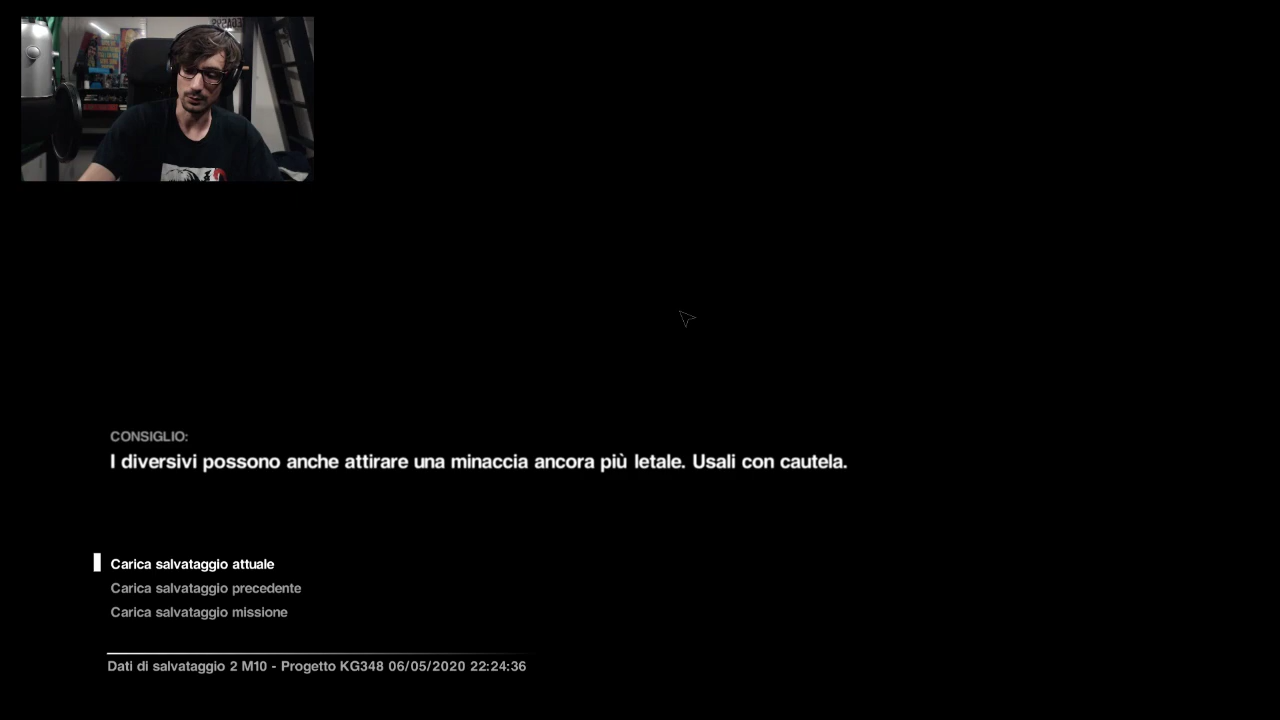 CONSIGLIO:
I diversivi possono anche attirare una minaccia ancora più letale. Usali con cautela.
Carica salvataggio attuale
Carica salvataggio precedente
Carica salvataggio missione
Dati di salvataggio 2 M10 - Progetto KG348 06/05/2020 22:24:36